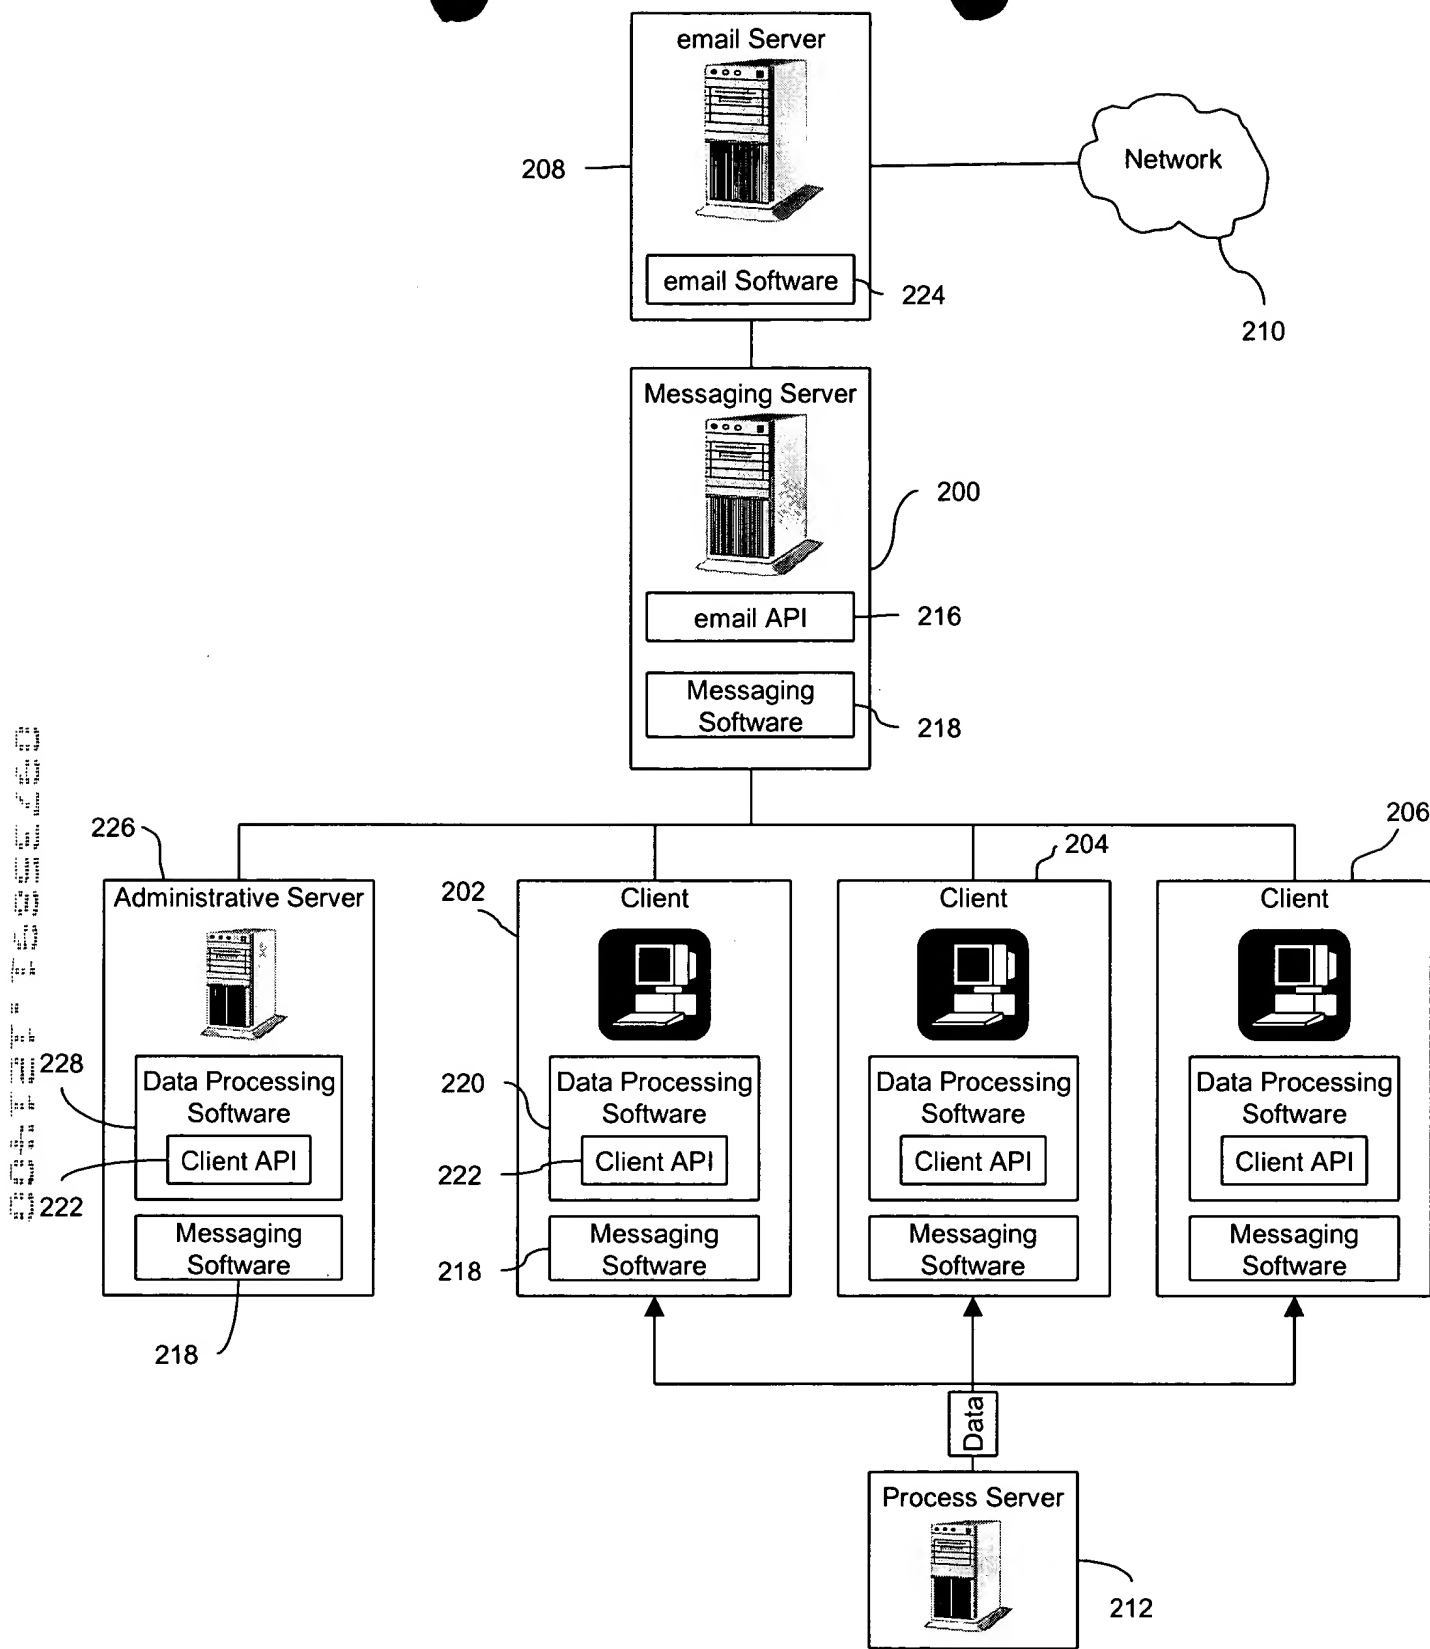 email Server
208
Network
email Software
224
210
Messaging Server
200
email API
216
Messaging
Software
218
226
204
206
Administrative Server
202
Client
Client
Client
228
Data Processing
Software
Client API
222
Messaging
Software
218
220
Data Processing
Software
222
Client API
218
Messaging
Software
Data Processing
Software
Client API
Messaging
Software
Data Processing
Software
Client API
Messaging
Software
Data
Process Server
212